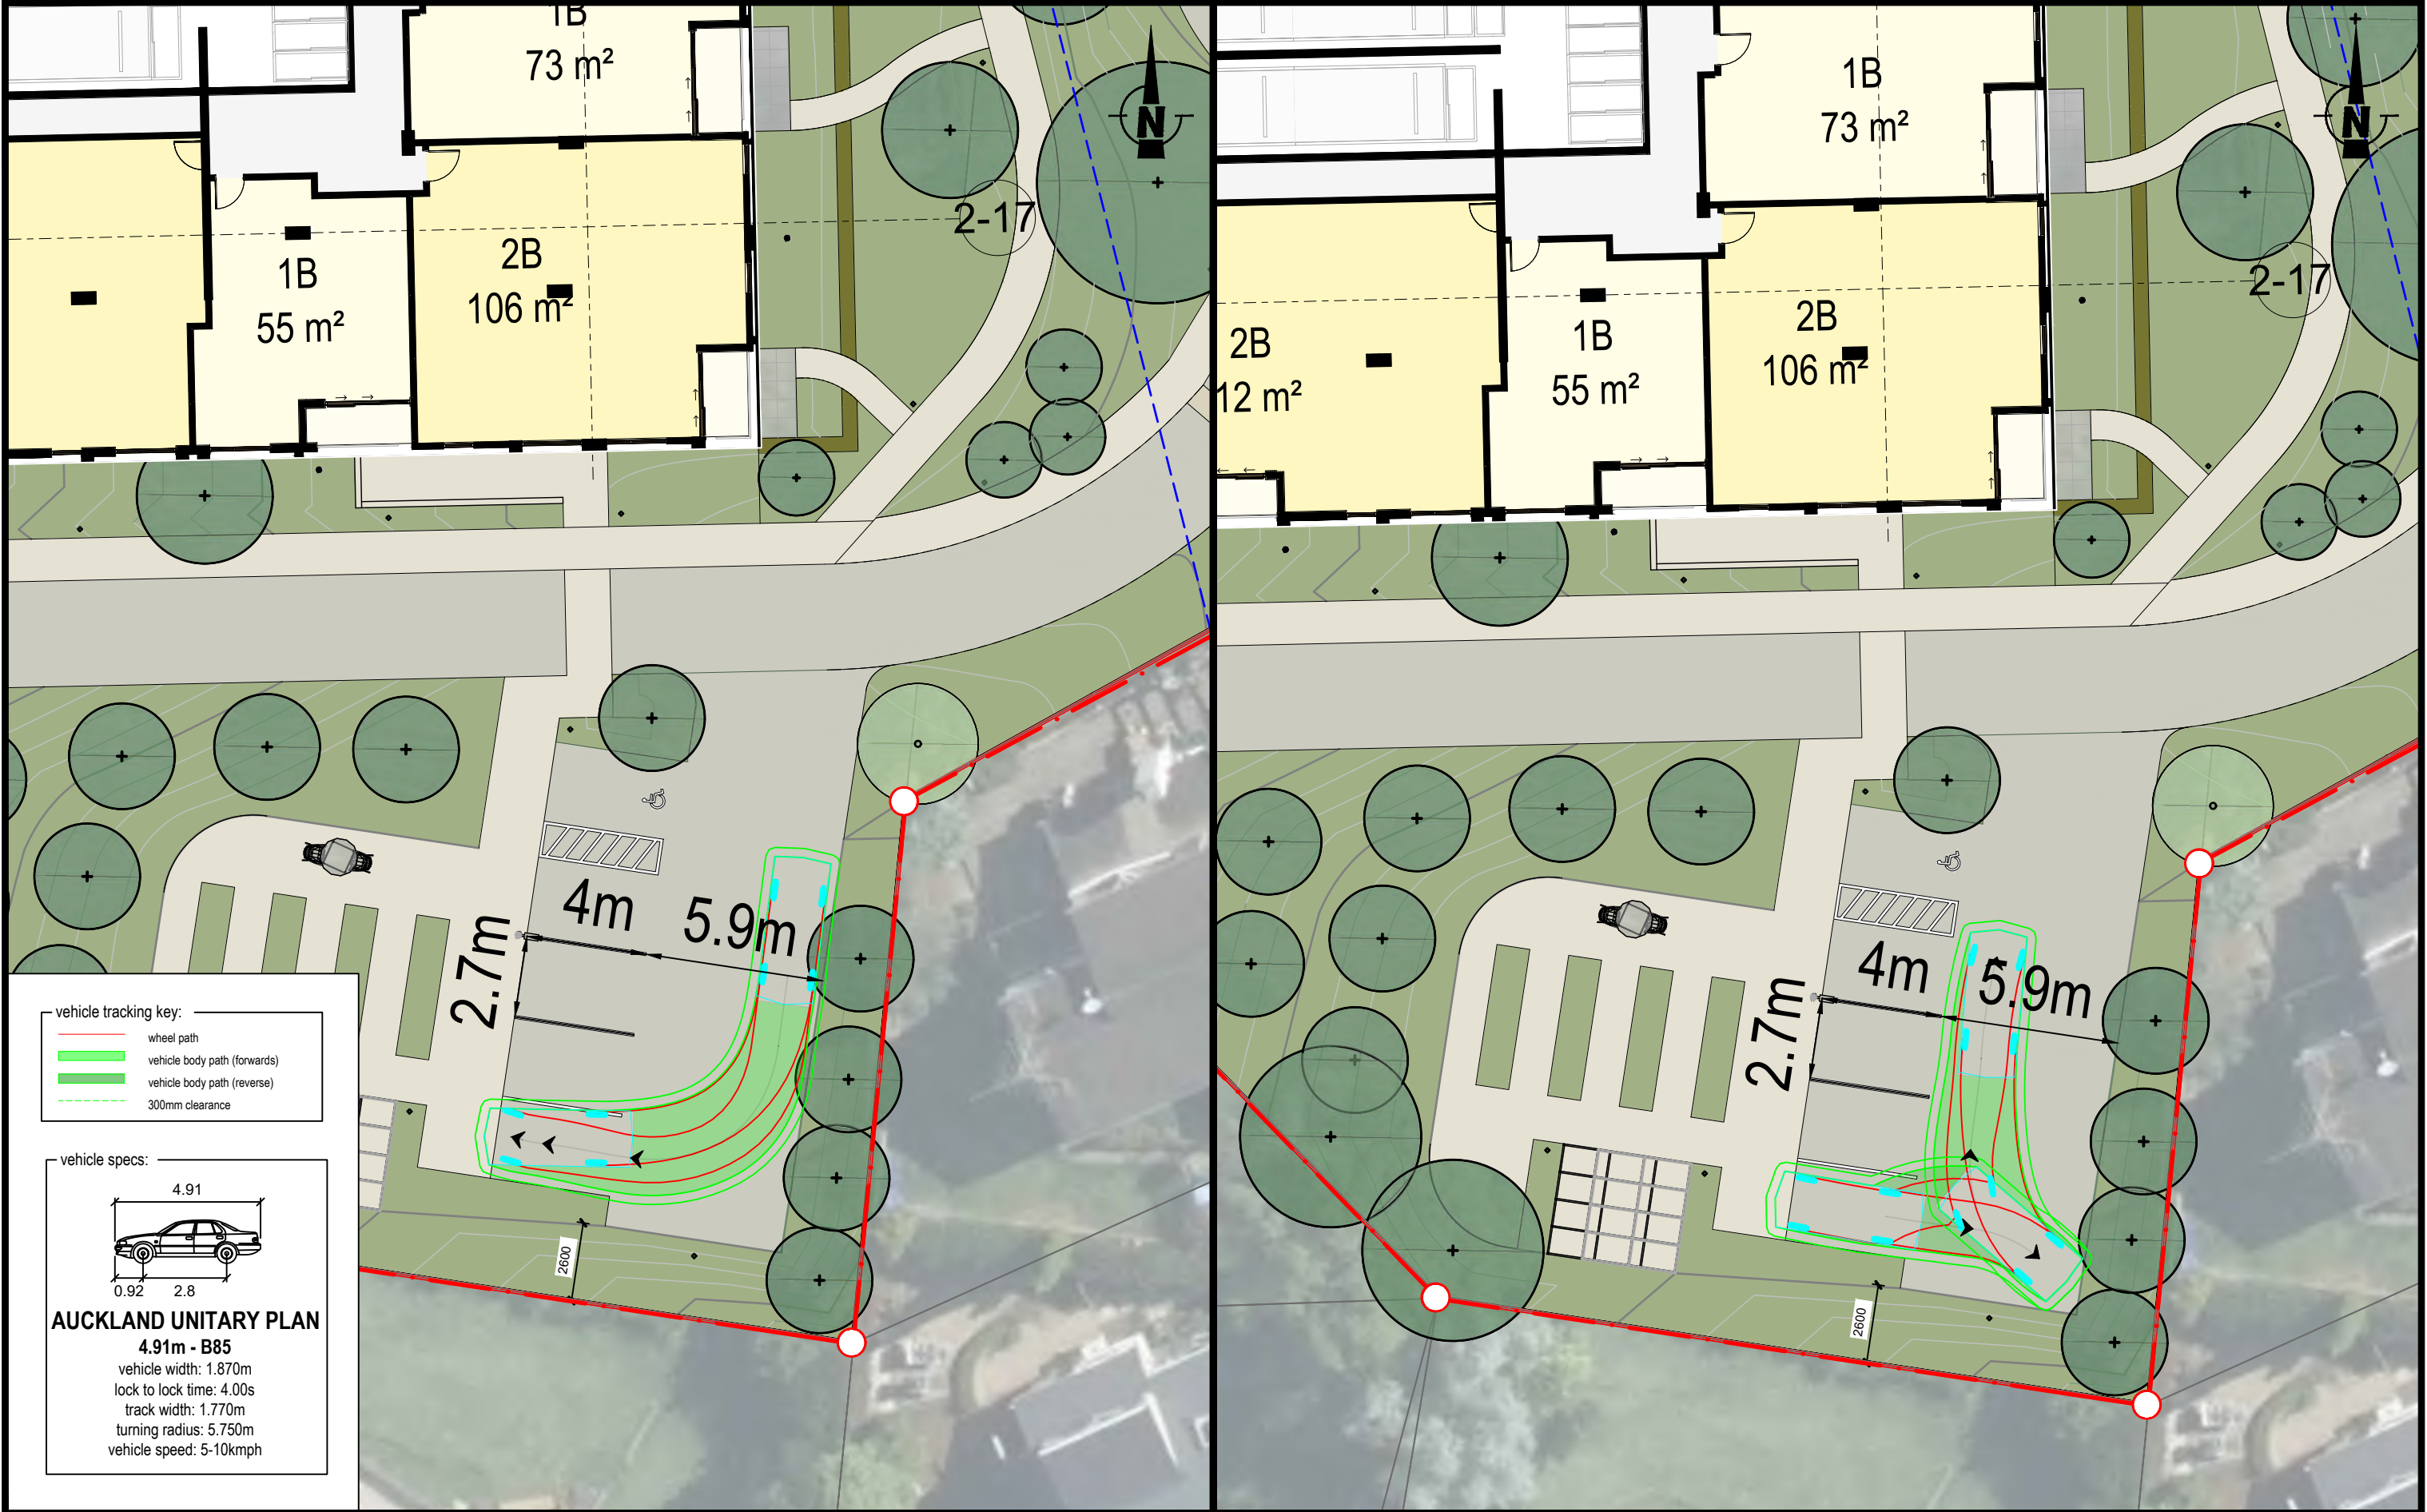 1B
73 m²
N
2-17
1B
55 m²
2B
106 m²
4m
5.9m
2.7m
2600
vehicle tracking key:
wheel path
vehicle body path (forwards)
vehicle body path (reverse)
300mm clearance
vehicle specs:
4.91
0.92 2.8
AUCKLAND UNITARY PLAN
4.91m - B85
vehicle width: 1.870m
lock to lock time: 4.00s
track width: 1.770m
turning radius: 5.750m
vehicle speed: 5-10kmph
1B
73 m²
N
2-17
2B
12 m²
1B
55 m²
2B
106 m²
4m
5.9m
2.7m
2600